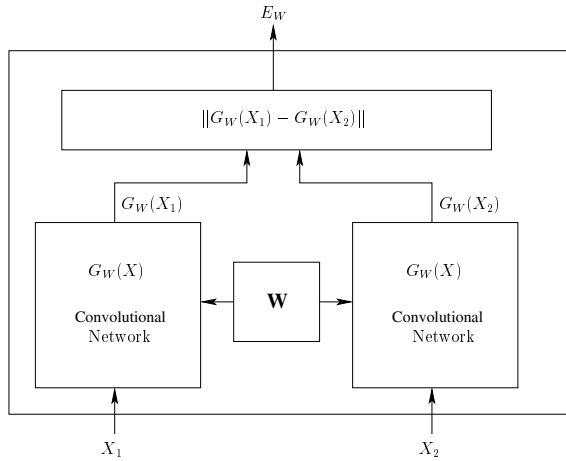 E_W
||G_W(X_1) − G_W(X_2)||
G_W(X_1)
G_W(X_2)
G_W(X)
Convolutional
Network
W
G_W(X)
Convolutional
Network
X_1
X_2